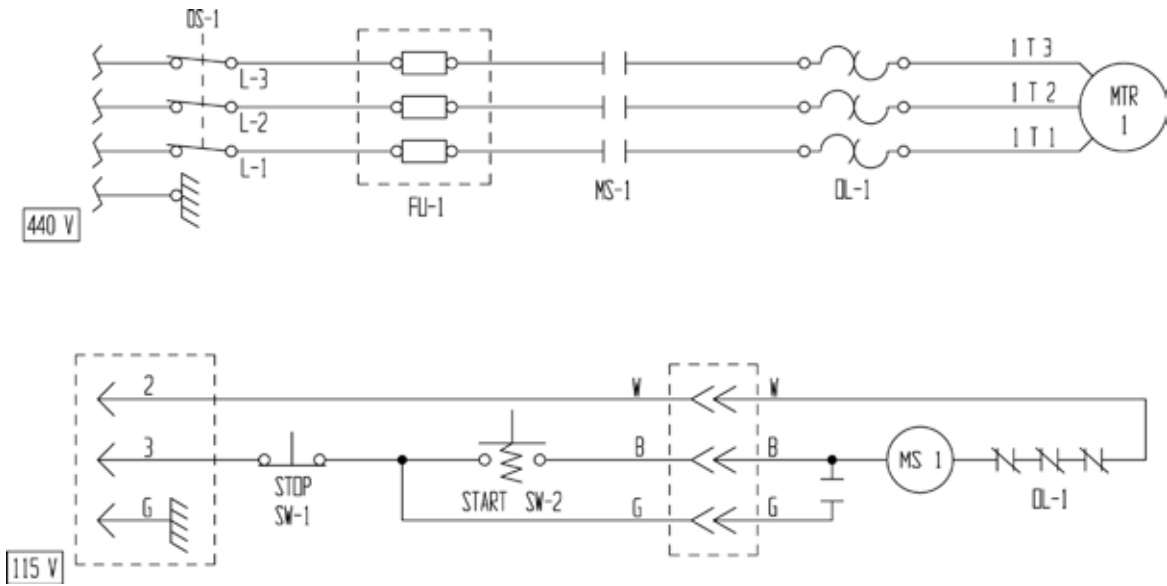 DS-1
L-3
1 T 3
L-2
1 T 2
MTR
1
L-1
1 T 1
FU-1
MS-1
OL-1
440 V
2
W
W
3
B
B
MS 1
STOP
SW-1
START SW-2
OL-1
G
G
G
115 V